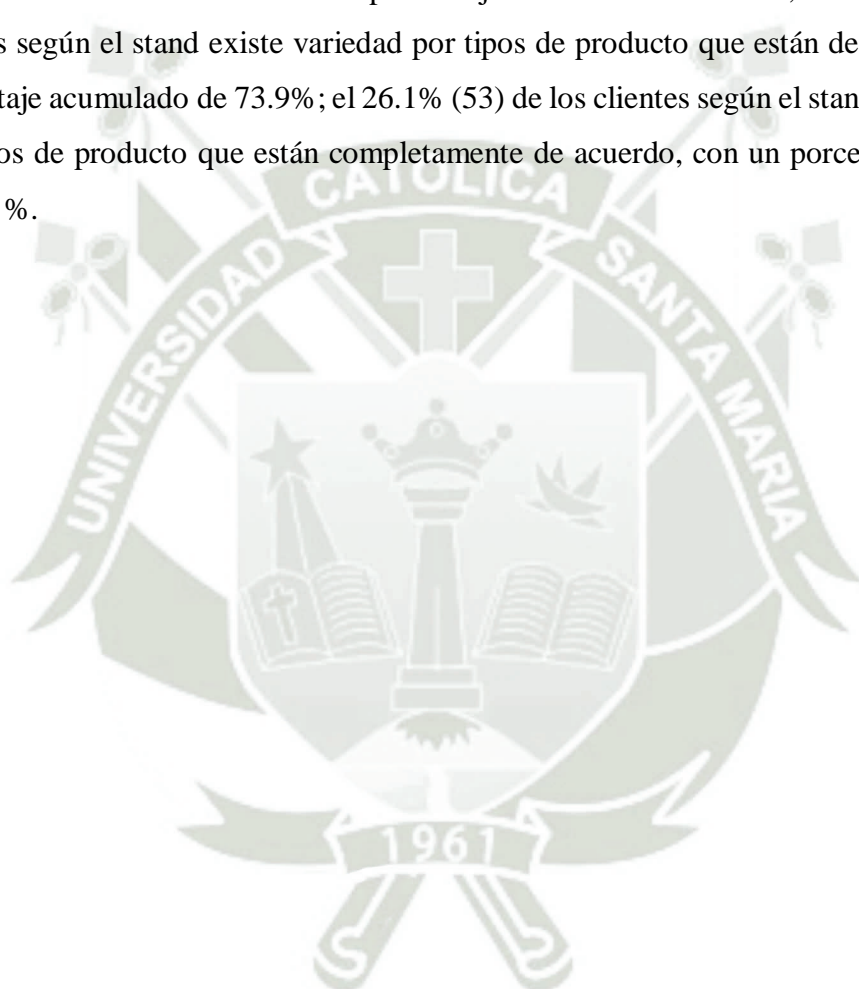 s según el stand existe variedad por tipos de producto que están de
taje acumulado de 73.9%; el 26.1% (53) de los clientes según el stan
os de producto que están completamente de acuerdo, con un porce
%.
UNIVERSIDAD CATOLICA SANTA MARIA
1961